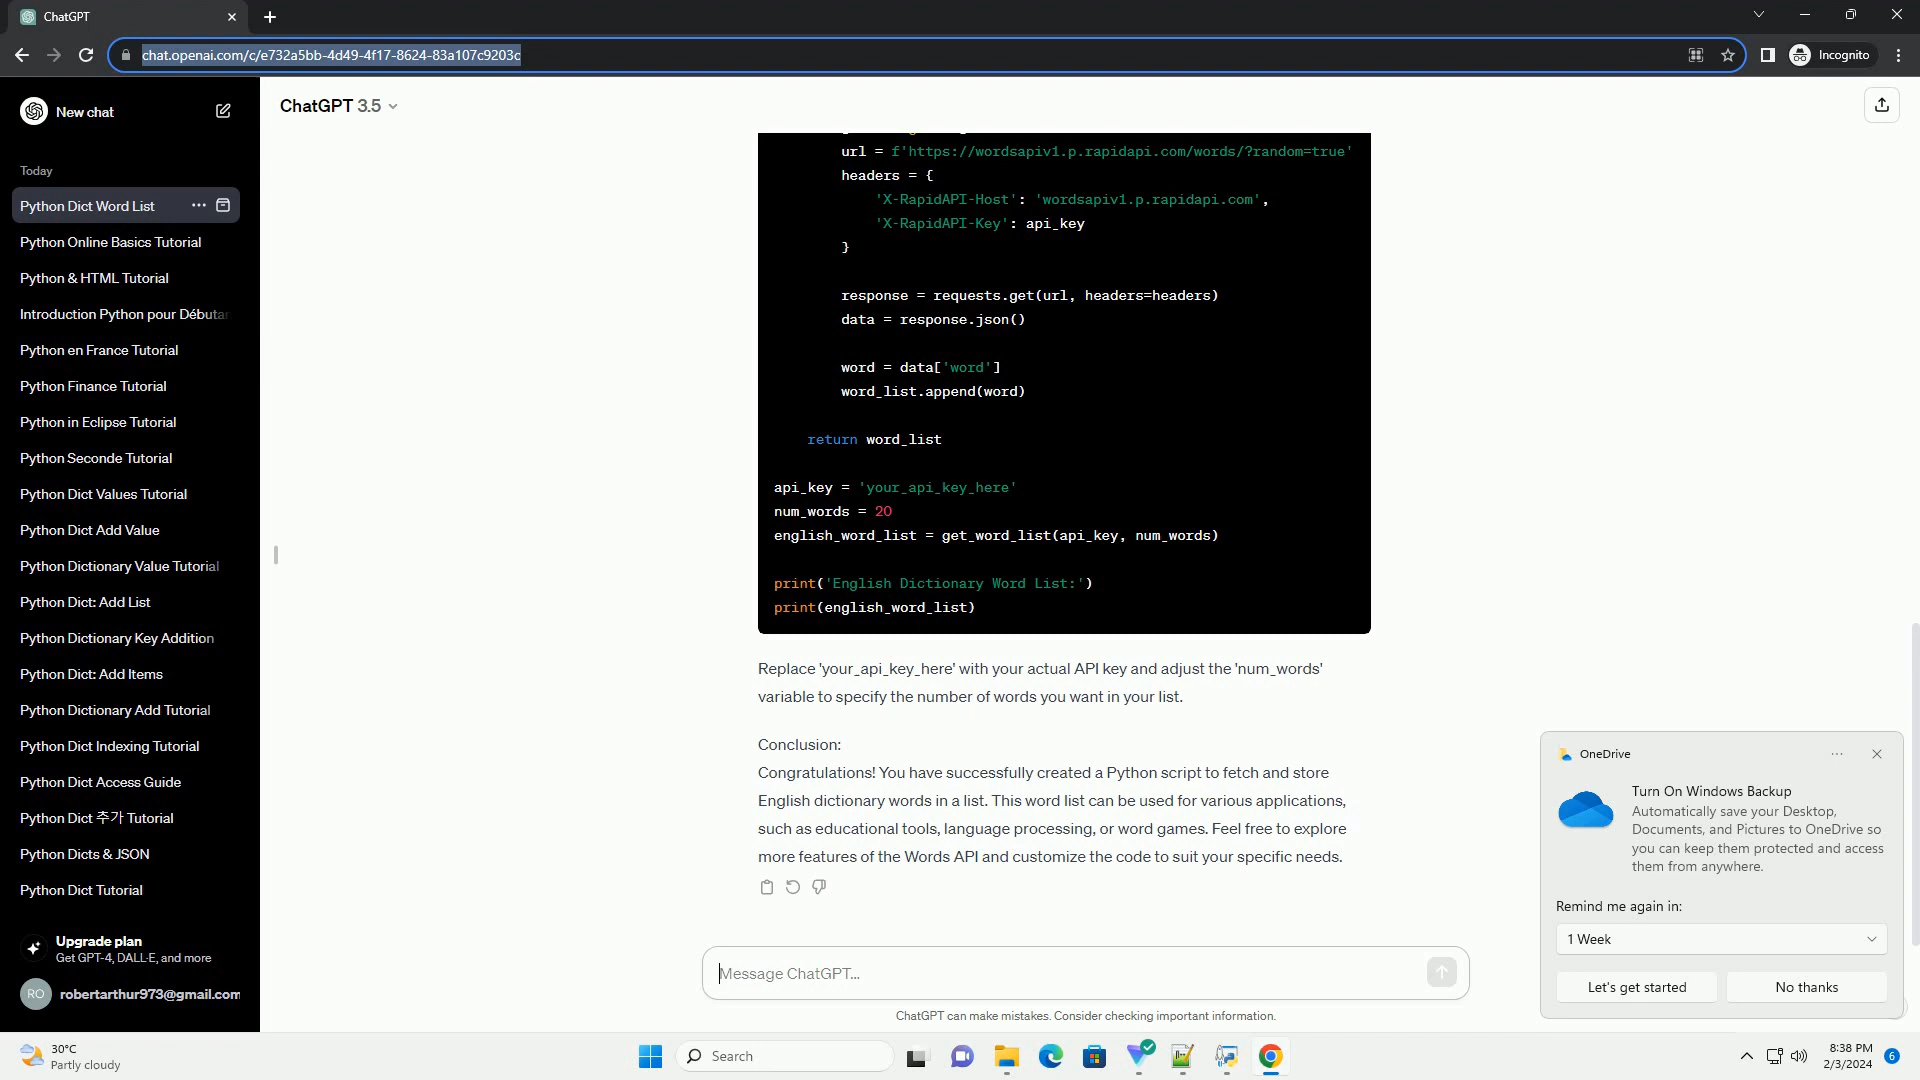 ChatGPT
chat.openai.com/c/e732a5bb-4d49-4f17-8624-83a107c9203c
Incognito
New chat
ChatGPT 3.5
Today
Python Dict Word List
Python Online Basics Tutorial
Python & HTML Tutorial
Introduction Python pour Débutan
Python en France Tutorial
Python Finance Tutorial
Python in Eclipse Tutorial
Python Seconde Tutorial
Python Dict Values Tutorial
Python Dict Add Value
Python Dictionary Value Tutorial
Python Dict: Add List
Python Dictionary Key Addition
Python Dict: Add Items
Python Dictionary Add Tutorial
Python Dict Indexing Tutorial
Python Dict Access Guide
Python Dict 추가 Tutorial
Python Dicts & JSON
Python Dict Tutorial
Upgrade plan
Get GPT-4, DALL·E, and more
RO
robertarthur973@gmail.com
url = f'https://wordsapiv1.p.rapidapi.com/words/?random=true'
headers = {
'X-RapidAPI-Host': 'wordsapiv1.p.rapidapi.com',
'X-RapidAPI-Key': api_key
}
response = requests.get(url, headers=headers)
data = response.json()
word = data['word']
word_list.append(word)
return word_list
api_key = 'your_api_key_here'
num_words = 20
english_word_list = get_word_list(api_key, num_words)
print('English Dictionary Word List:')
print(english_word_list)
Replace 'your_api_key_here' with your actual API key and adjust the 'num_words'
variable to specify the number of words you want in your list.
Conclusion:
Congratulations! You have successfully created a Python script to fetch and store
English dictionary words in a list. This word list can be used for various applications,
such as educational tools, language processing, or word games. Feel free to explore
more features of the Words API and customize the code to suit your specific needs.
Message ChatGPT...
ChatGPT can make mistakes. Consider checking important information.
OneDrive
Turn On Windows Backup
Automatically save your Desktop,
Documents, and Pictures to OneDrive so
you can keep them protected and access
them from anywhere.
Remind me again in:
1 Week
Let's get started
No thanks
30°C
Partly cloudy
Search
8:38 PM
2/3/2024
6